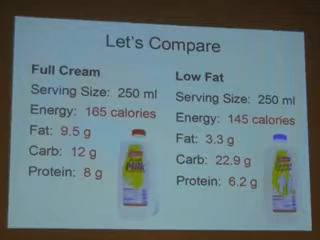 Let's Compare
Full Cream
Serving Size: 250 ml
Energy: 165 calories
Fat: 9.5 g
Carb: 12 g
Protein: 8 g
Low Fat
Serving Size: 250 ml
Energy: 145 calories
Fat: 3.3 g
Carb: 22.9 g
Protein: 6.2 g
Milk